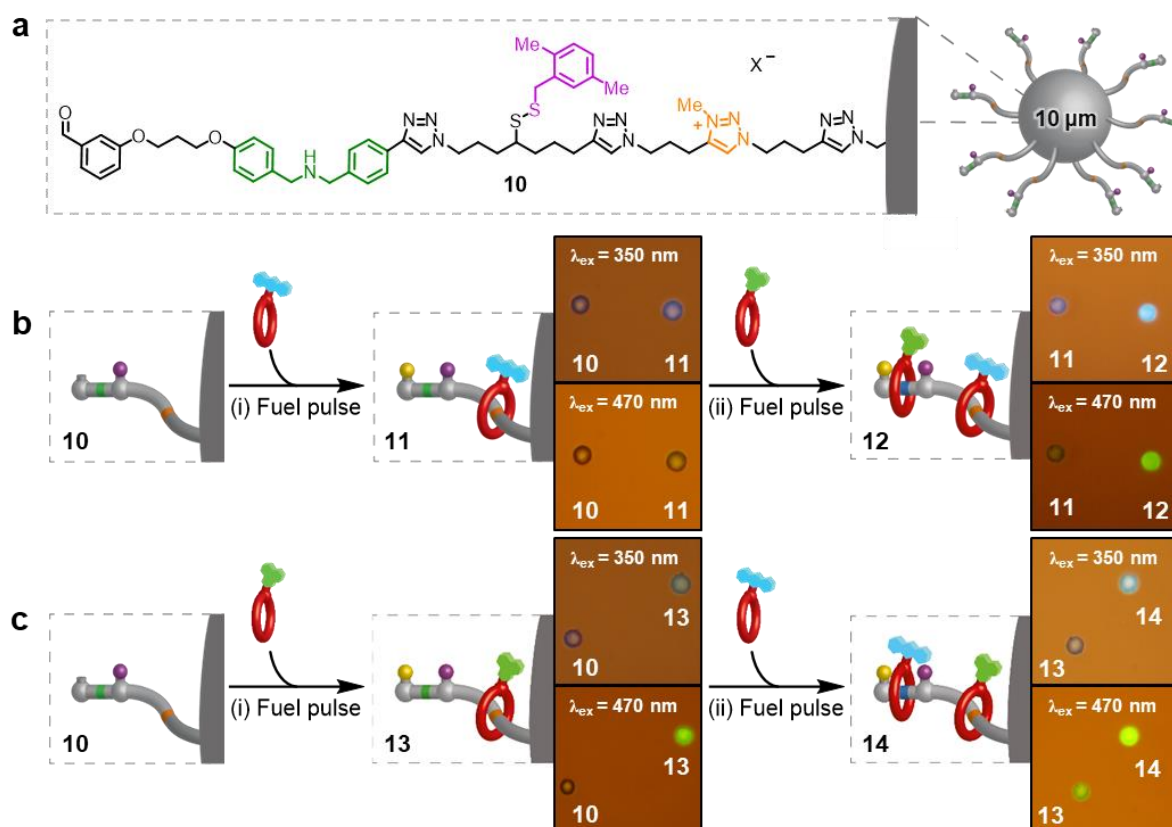 a
Me
Me
X⁻
S
S
N=N
N
N=N
N
Me
N=N
+
N
N=N
N
O
O
O
H
N
10
10 µm
b
λex = 350 nm
10 11
λex = 350 nm
11 12
10
(i) Fuel pulse
11
λex = 470 nm
10 11
(ii) Fuel pulse
12
λex = 470 nm
11 12
c
λex = 350 nm
13
10
λex = 350 nm
14
13
10
(i) Fuel pulse
13
λex = 470 nm
13
10
(ii) Fuel pulse
14
λex = 470 nm
14
13